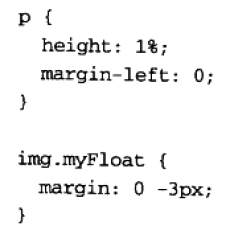 p {
height: 1%;
margin-left: 0;
}
img.myFloat {
margin: 0 -3px;
}